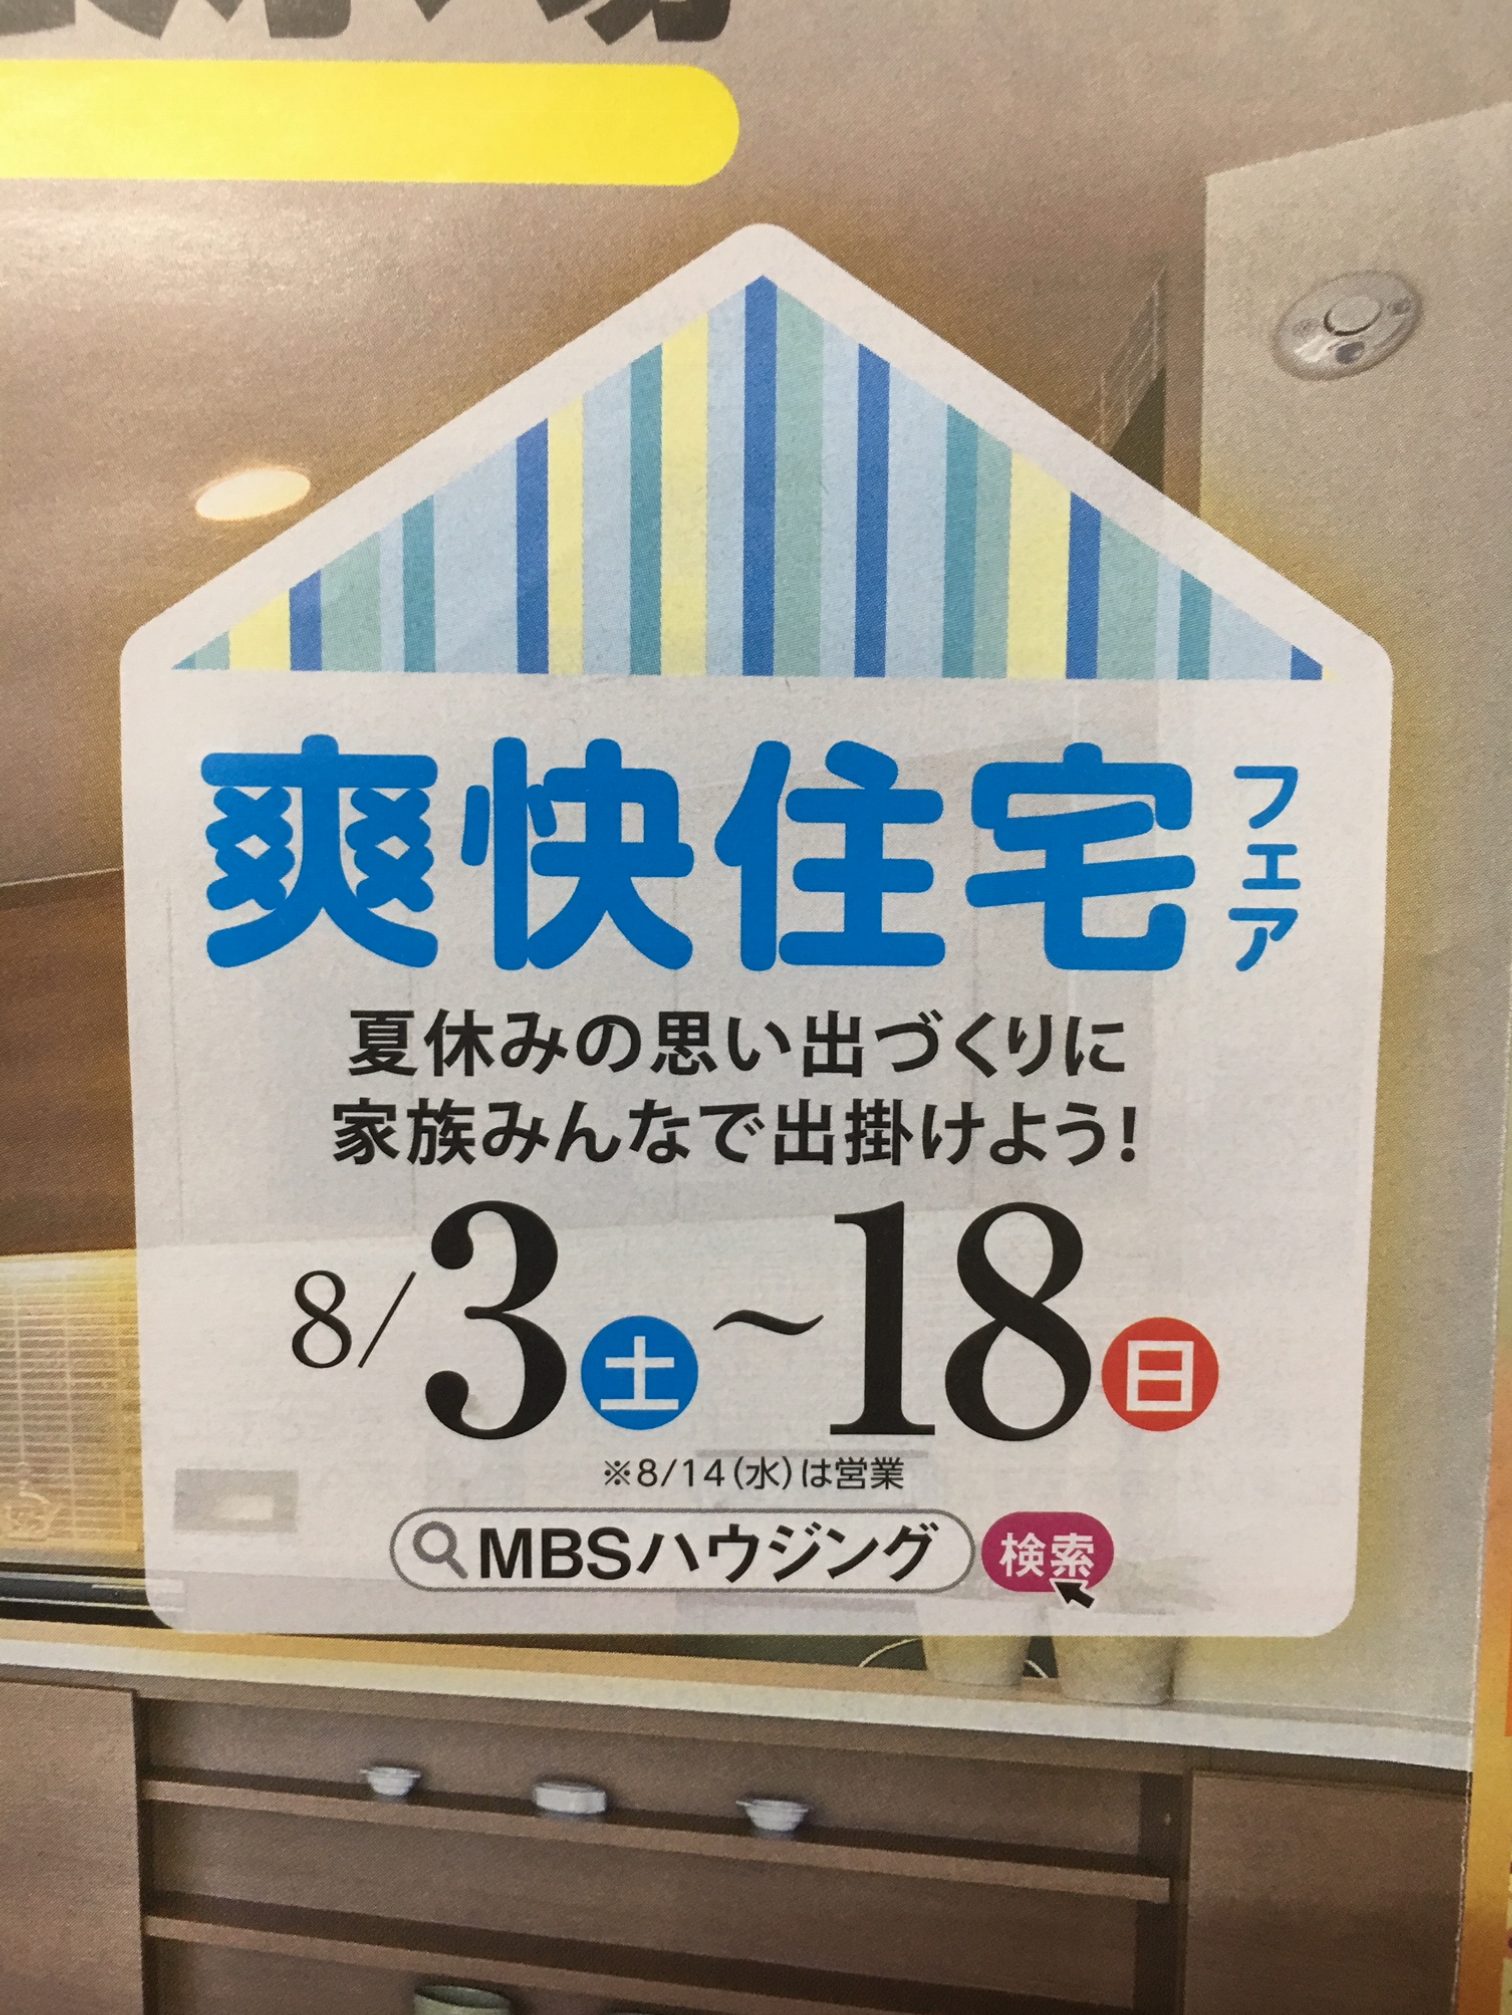 爽快住宅フェア
夏休みの思い出づくりに
家族みんなで出掛けよう!
8/3土~18日
※8/14(水)は営業
MBSハウジング 検索